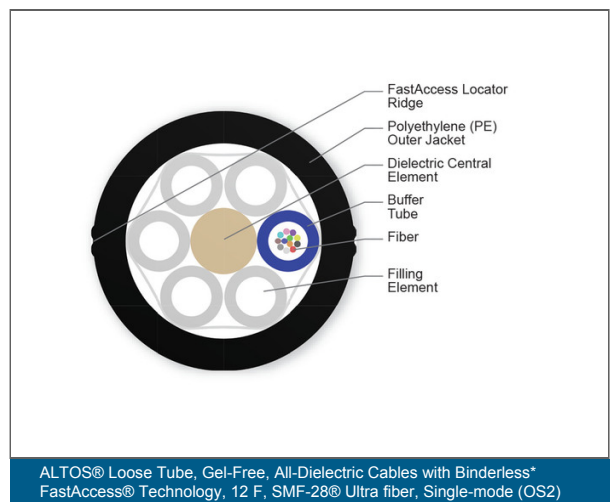 FastAccess Locator
Ridge
Polyethylene (PE)
Outer Jacket
Dielectric Central
Element
Buffer
Tube
Fiber
Filling
Element
ALTOS® Loose Tube, Gel-Free, All-Dielectric Cables with Binderless*
FastAccess® Technology, 12 F, SMF-28® Ultra fiber, Single-mode (OS2)